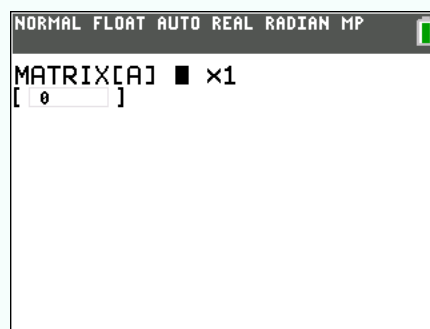 NORMAL FLOAT AUTO REAL RADIAN MP
MATRIX[A] █ ×1
[ 0 ]